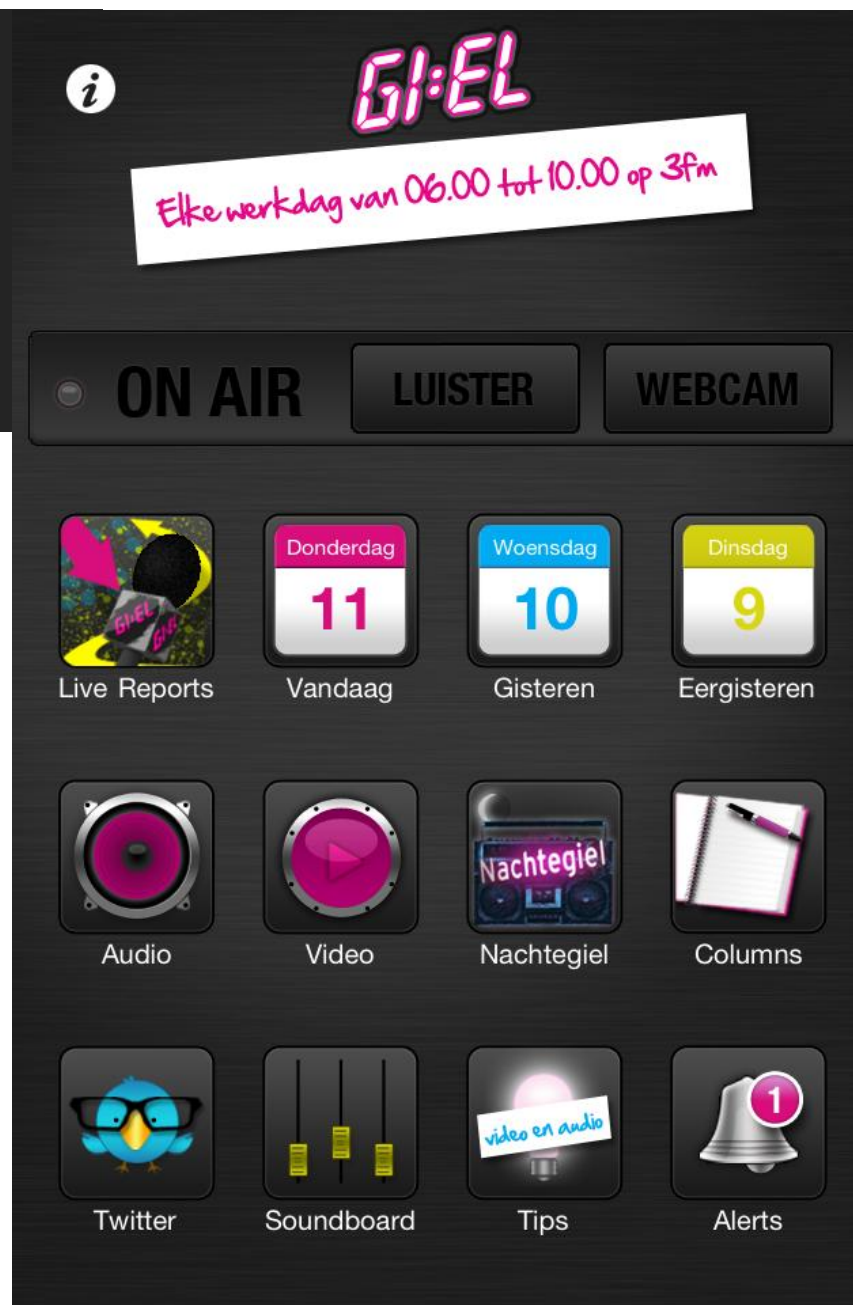 i
GI:EL
Elke werkdag van 06.00 tot 10.00 op 3fm
ON AIR LUISTER WEBCAM
GI:EL GI:EL
Donderdag Woensdag Dinsdag
11 10 9
Live Reports Vandaag Gisteren Eergisteren
Nachtegiel
Audio Video Nachtegiel Columns
1
video en audio
Twitter Soundboard Tips Alerts